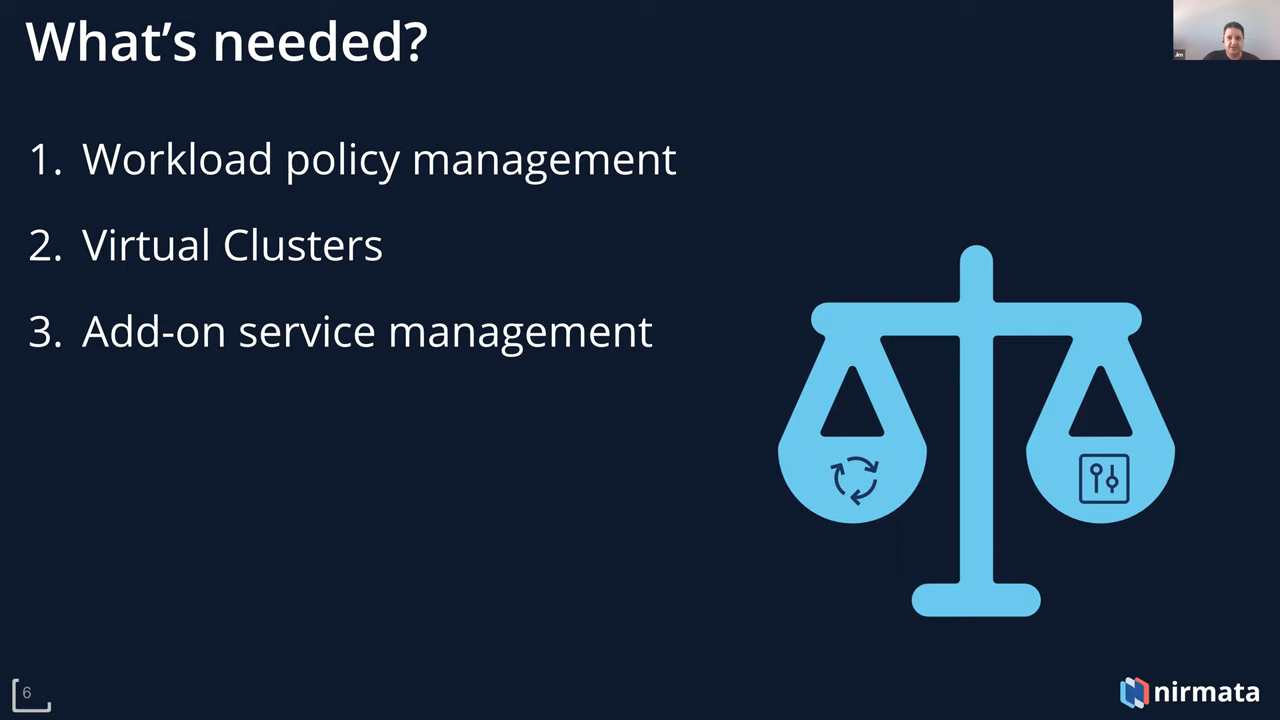 What's needed?
1. Workload policy management
2. Virtual Clusters
3. Add-on service management
6
nirmata